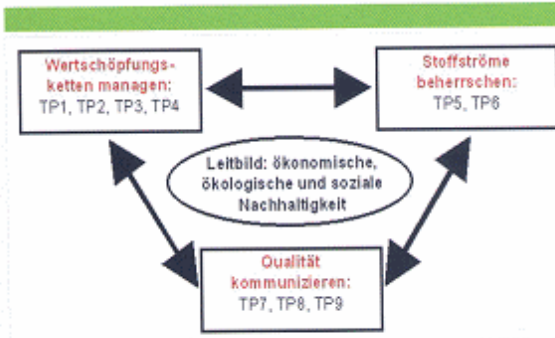 Wertschöpfungs-
ketten managen:
TP1, TP2, TP3, TP4
Stoffströme
beherrschen:
TP5, TP6
Leitbild: ökonomische,
ökologische und soziale
Nachhaltigkeit
Qualität
kommunizieren:
TP7, TP8, TP9